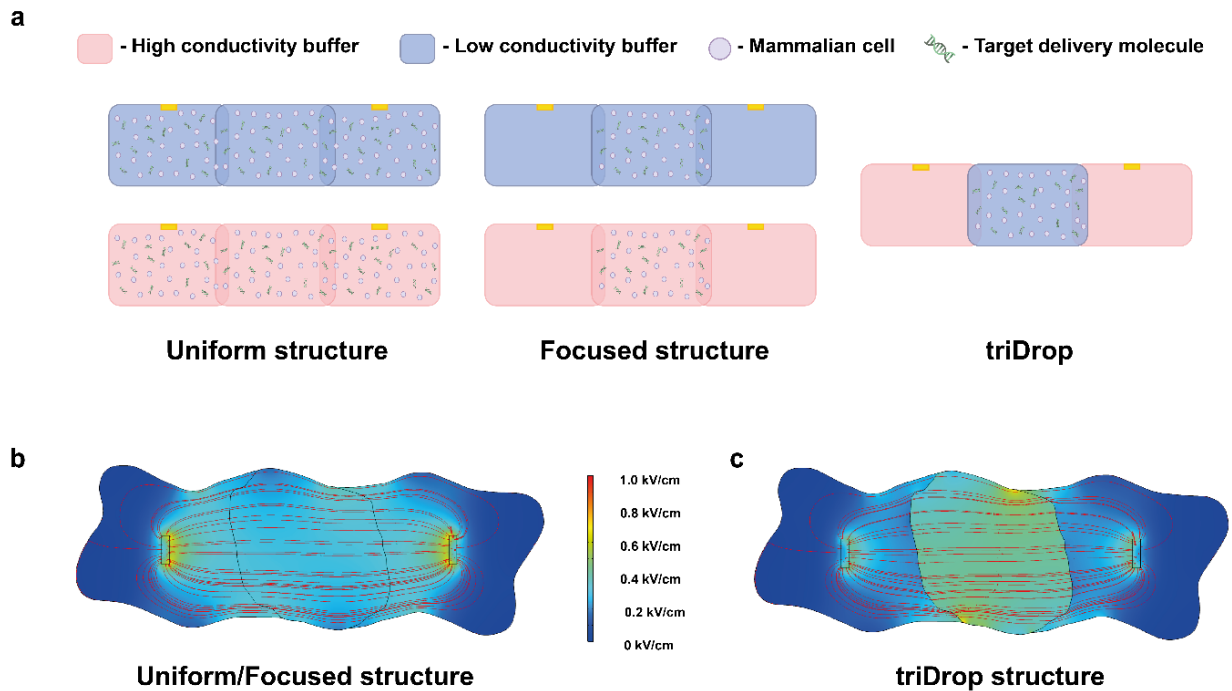 a
- High conductivity buffer
- Low conductivity buffer
- Mammalian cell
- Target delivery molecule
Uniform structure
Focused structure
triDrop
b
1.0 kV/cm
0.8 kV/cm
0.6 kV/cm
0.4 kV/cm
0.2 kV/cm
0 kV/cm
Uniform/Focused structure
c
triDrop structure